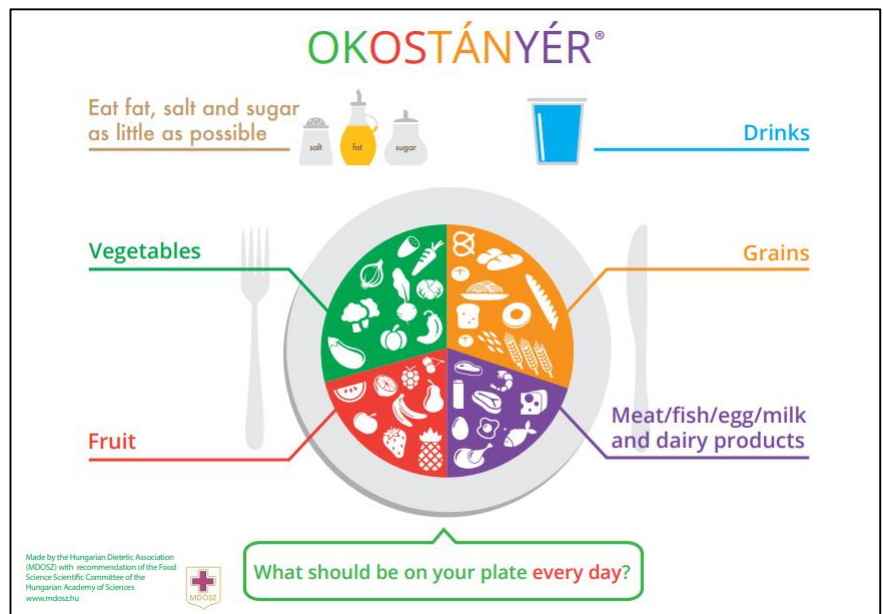 OKOSTÁNYÉR®
Eat fat, salt and sugar
as little as possible
salt
fat
sugar
Drinks
Vegetables
Grains
Fruit
Meat/fish/egg/milk
and dairy products
What should be on your plate every day?
Made by the Hungarian Dietetic Association
(MDOSZ) with recommendation of the Food
Science Scientific Committee of the
Hungarian Academy of Sciences
www.mdosz.hu
MDOSZ